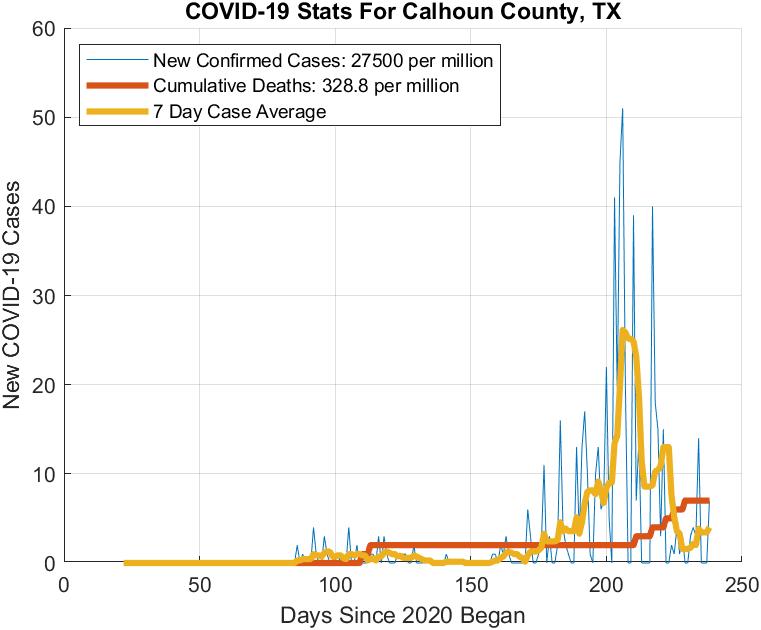 COVID-19 Stats For Calhoun County, TX
60
New Confirmed Cases: 27500 per million
Cumulative Deaths: 328.8 per million
7 Day Case Average
50
40
30
20
10
0
New COVID-19 Cases
0 50 100 150 200 250
Days Since 2020 Began